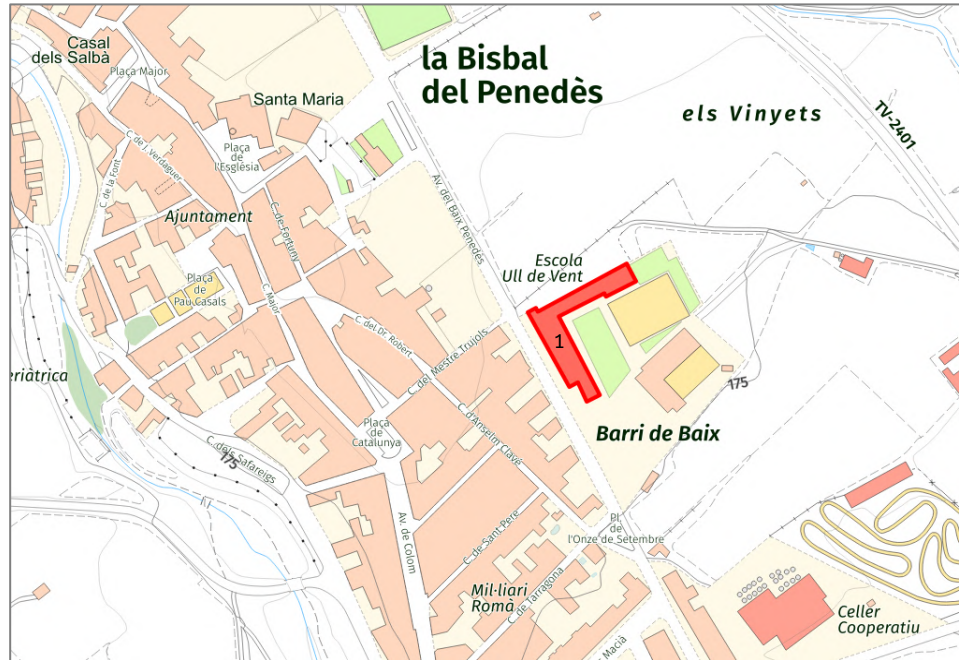 Casal
dels Salbà
Plaça Major
la Bisbal
del Penedès
Santa Maria
els Vinyets
TV-2401
Plaça
de
l'Església
C. de J. Verdaguer
C. de la Font
Av. del Baix Penedès
Ajuntament
C. de Fortuny
Escola
Ull de Vent
Plaça
de
Pau Casals
C. Major
C. del Dr. Robert
C. del Mestre Trujols
1
eriàtrica
175
Barri de Baix
Plaça
de
Catalunya
C. d'Anselm Clavé
C. dels Safareigs
175
Av. de Colom
C. de Sant Pere
Pl.
de
l'Onze de Setembre
Mil·liari
Romà
C. de Tarragona
Celler
Cooperatiu
Macià